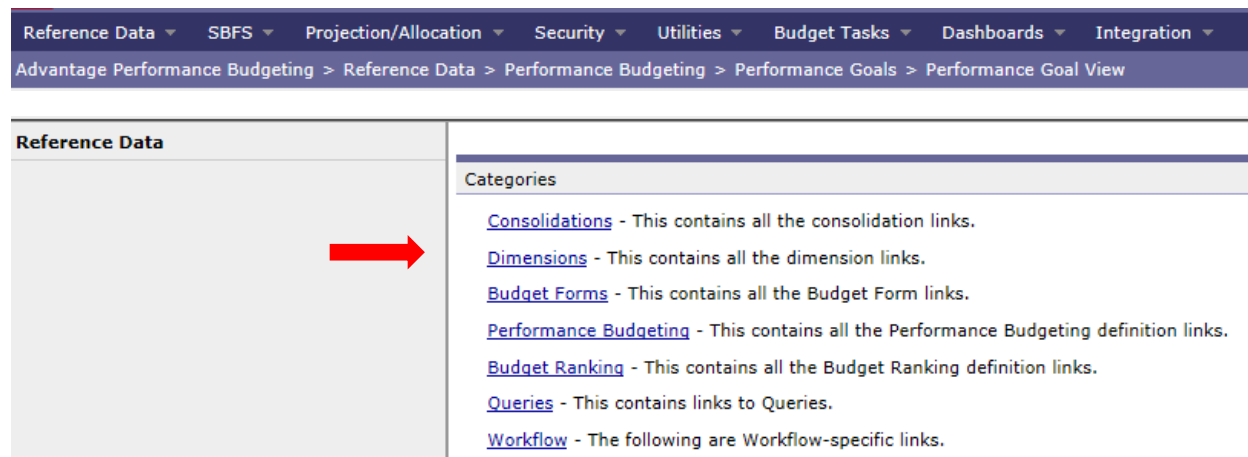 Reference Data SBFS Projection/Allocation Security Utilities Budget Tasks Dashboards Integration
Advantage Performance Budgeting > Reference Data > Performance Budgeting > Performance Goals > Performance Goal View
Reference Data
Categories
Consolidations - This contains all the consolidation links.
Dimensions - This contains all the dimension links.
Budget Forms - This contains all the Budget Form links.
Performance Budgeting - This contains all the Performance Budgeting definition links.
Budget Ranking - This contains all the Budget Ranking definition links.
Queries - This contains links to Queries.
Workflow - The following are Workflow-specific links.